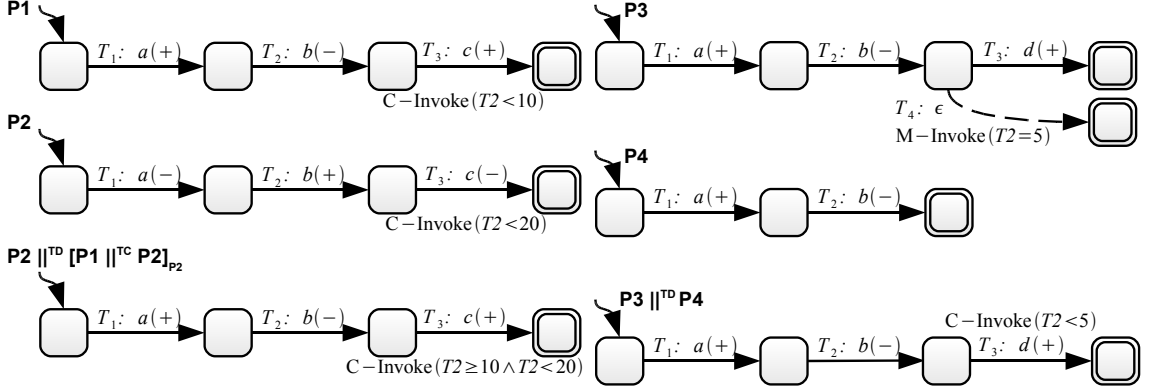 P1
T₁: a(+) T₂: b(−) T₃: c(+)
C−Invoke(T2<10)
P2
T₁: a(−) T₂: b(+) T₃: c(−)
C−Invoke(T2<20)
P2 ||ᵀᴰ [P1 ||ᵀᶜ P2]P2
T₁: a(+) T₂: b(−) T₃: c(+)
C−Invoke(T2≥10∧T2<20)
P3
T₁: a(+) T₂: b(−) T₃: d(+)
T₄: ϵ
M−Invoke(T2=5)
P4
T₁: a(+) T₂: b(−)
P3 ||ᵀᴰ P4
C−Invoke(T2<5)
T₁: a(+) T₂: b(−) T₃: d(+)